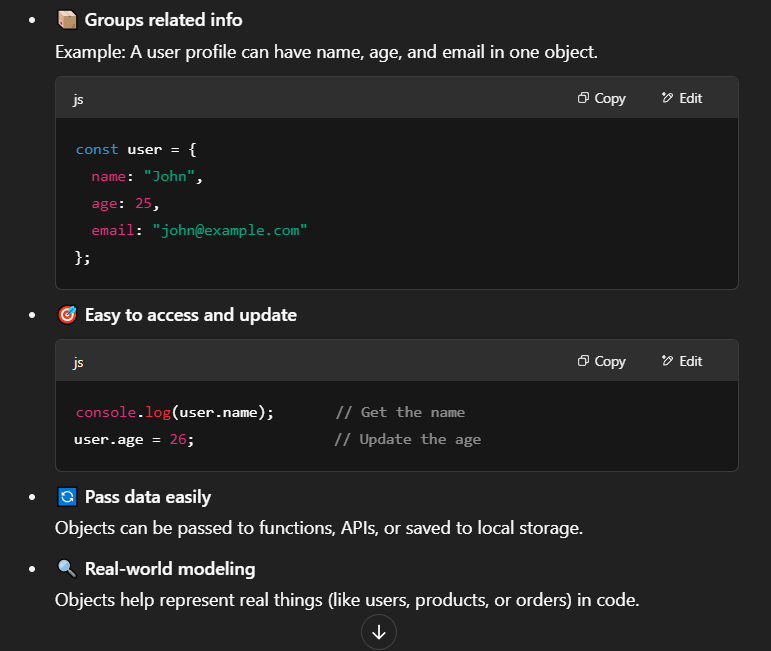 Groups related info
Example: A user profile can have name, age, and email in one object.
js Copy Edit
const user = {
  name: "John",
  age: 25,
  email: "john@example.com"
};
Easy to access and update
js Copy Edit
console.log(user.name);       // Get the name
user.age = 26;                // Update the age
Pass data easily
Objects can be passed to functions, APIs, or saved to local storage.
Real-world modeling
Objects help represent real things (like users, products, or orders) in code.